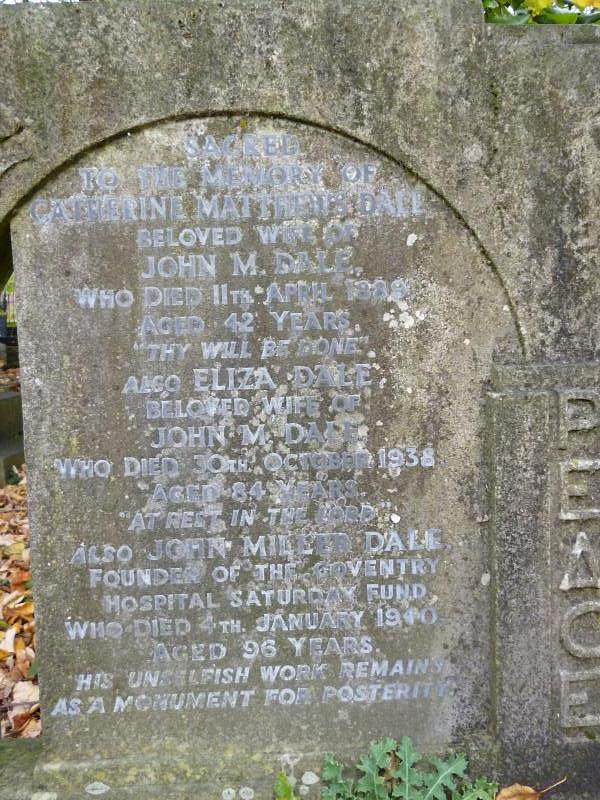 SACRED
TO THE MEMORY OF
CATHERINE MATTHEWS DALE
BELOVED WIFE OF
JOHN M. DALE,
WHO DIED 11TH APRIL 1889
AGED 42 YEARS.
"THY WILL BE DONE"
ALSO ELIZA DALE
BELOVED WIFE OF
JOHN M. DALE
WHO DIED 30TH OCTOBER 1938
AGED 84 YEARS.
"AT REST IN THE LORD."
ALSO JOHN MILLER DALE,
FOUNDER OF THE COVENTRY
HOSPITAL SATURDAY FUND
WHO DIED 4TH JANUARY 1940
AGED 96 YEARS.
HIS UNSELFISH WORK REMAINS
AS A MONUMENT FOR POSTERITY.
PEACE